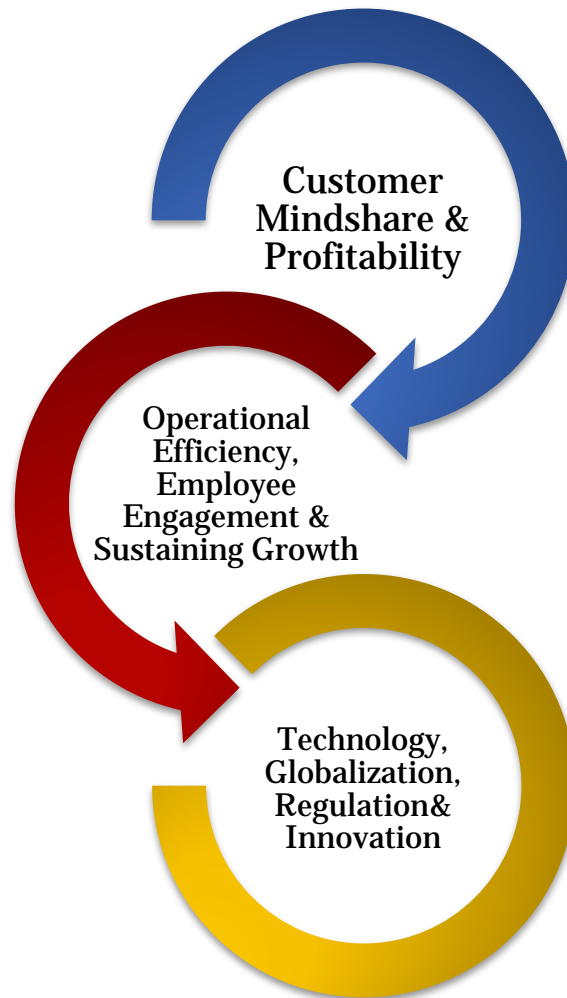 Customer
Mindshare &
Profitability
Operational
Efficiency,
Employee
Engagement &
Sustaining Growth
Technology,
Globalization,
Regulation&
Innovation